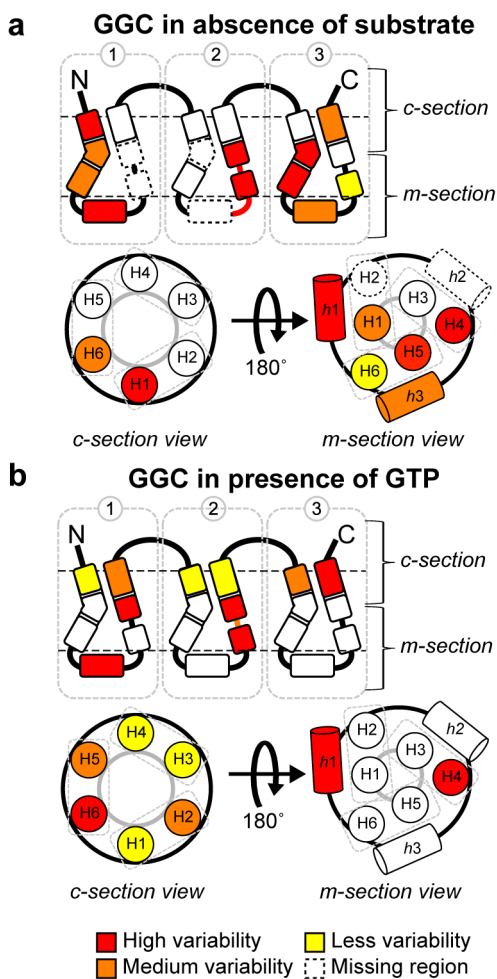 a
GGC in abscence of substrate
1 2 3
N C
c-section
m-section
H4
H5 H3
H6 H2
H1
180°
H2 h2
h1 H3
H1 H4
H5
H6
h3
c-section view
m-section view
b
GGC in presence of GTP
1 2 3
N C
c-section
m-section
H4
H5 H3
H6 H2
H1
180°
H2 h2
h1 H3
H1 H4
H5
H6
h3
c-section view
m-section view
High variability
Less variability
Medium variability
Missing region